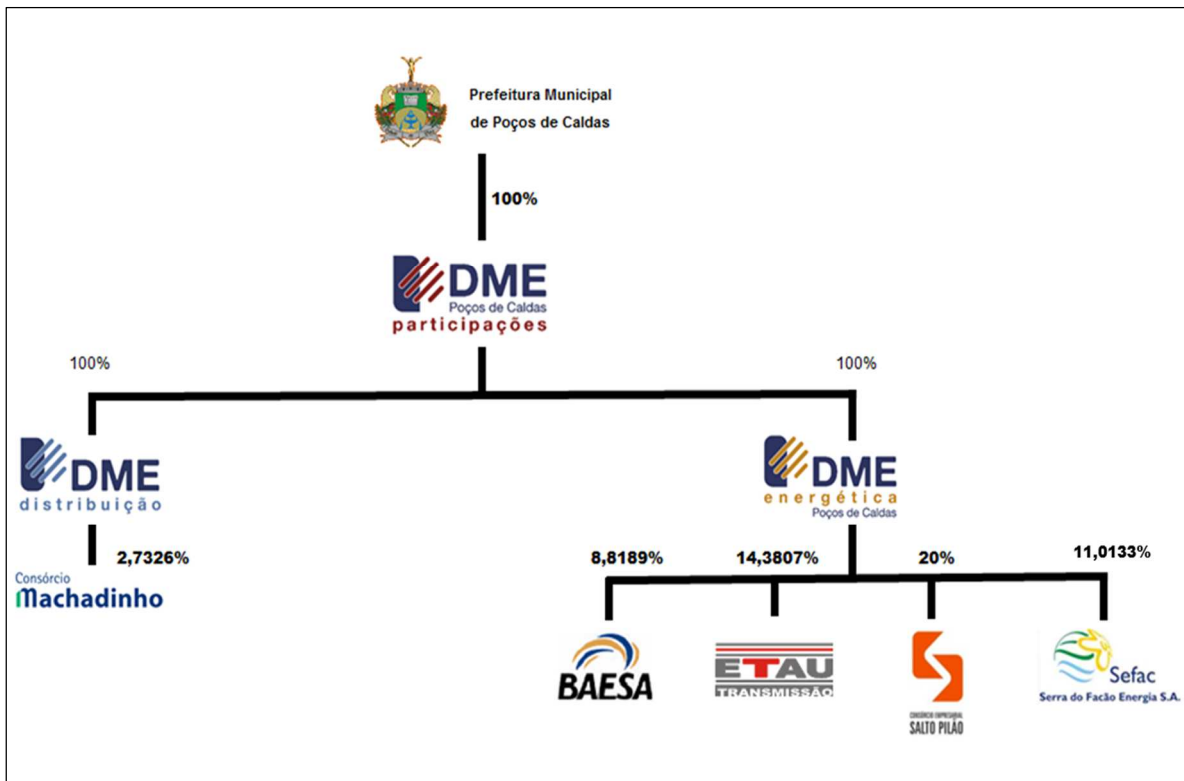 Prefeitura Municipal
de Poços de Caldas
100%
DME
Poços de Caldas
participações
100%
100%
DME
distribuição
DME
energética
Poços de Caldas
2,7326%
8,8189%
14,3807%
20%
11,0133%
Consórcio
Machadinho
BAESA
ETAU
TRANSMISSÃO
CONSÓRCIO EMPRESARIAL
SALTO PILÃO
Sefac
Serra do Facão Energia S.A.